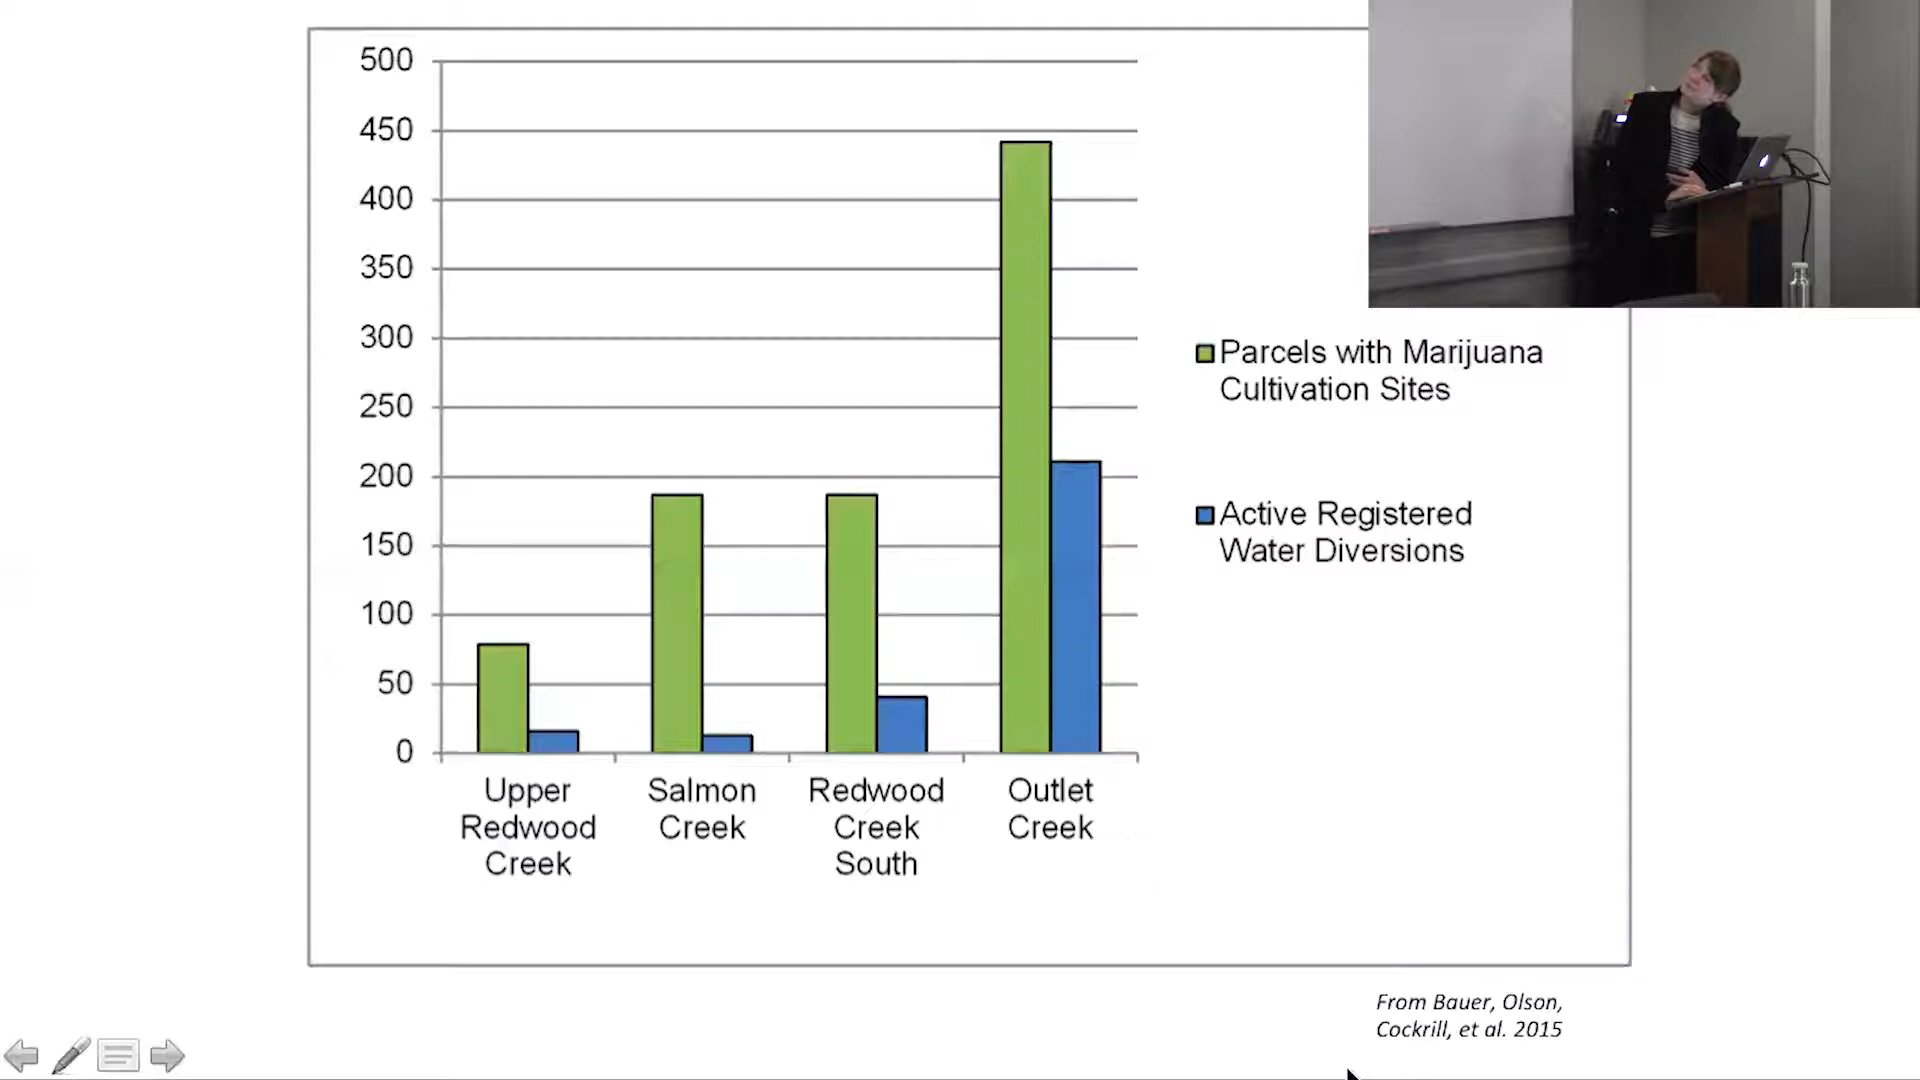 500
450
400
350
300
250
200
150
100
50
0
Upper
Redwood
Creek
Salmon
Creek
Redwood
Creek
South
Outlet
Creek
Parcels with Marijuana
Cultivation Sites
Active Registered
Water Diversions
From Bauer, Olson,
Cockrill, et al. 2015